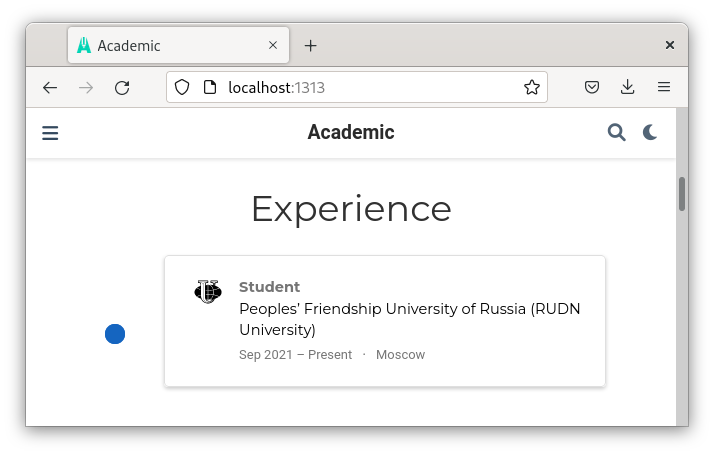 Academic
localhost:1313
Academic
Experience
Student
Peoples’ Friendship University of Russia (RUDN
University)
Sep 2021 – Present · Moscow